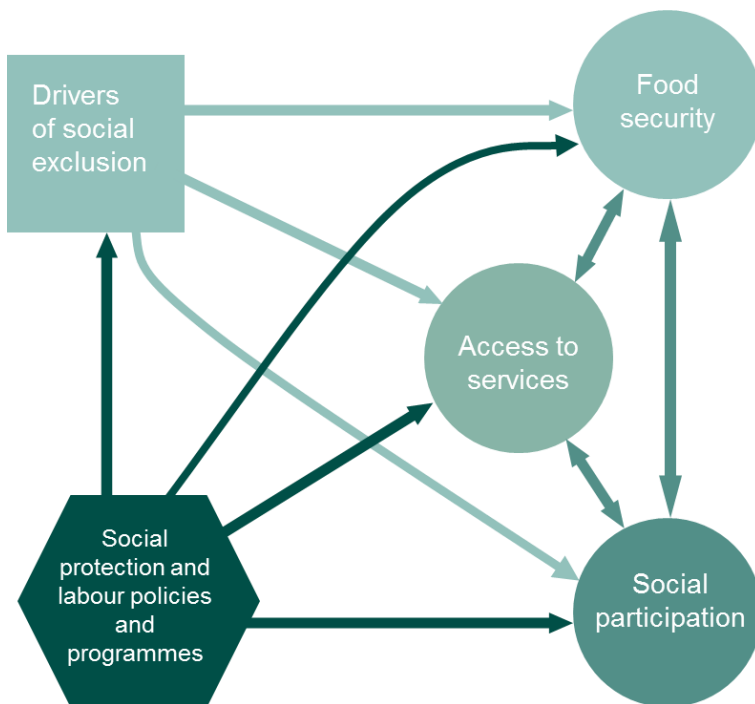 Drivers
of social
exclusion
Food
security
Access to
services
Social
protection and
labour policies
and
programmes
Social
participation